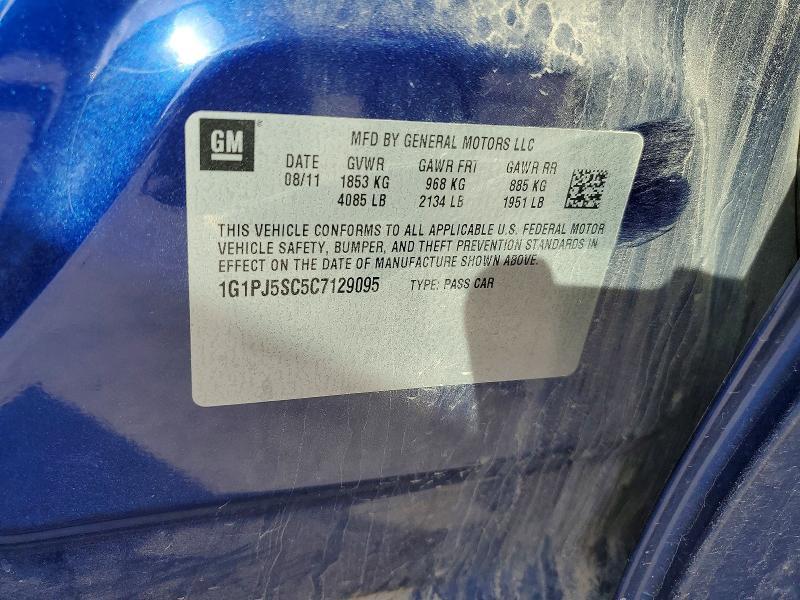 GM ®
MFD BY GENERAL MOTORS LLC
DATE GVWR GAWR FRT GAWR RR
08/11 1853 KG 968 KG 885 KG
4085 LB 2134 LB 1951 LB
THIS VEHICLE CONFORMS TO ALL APPLICABLE U.S. FEDERAL MOTOR
VEHICLE SAFETY, BUMPER, AND THEFT PREVENTION STANDARDS IN
EFFECT ON THE DATE OF MANUFACTURE SHOWN ABOVE.
1G1PJ5SC5C7129095 TYPE: PASS CAR